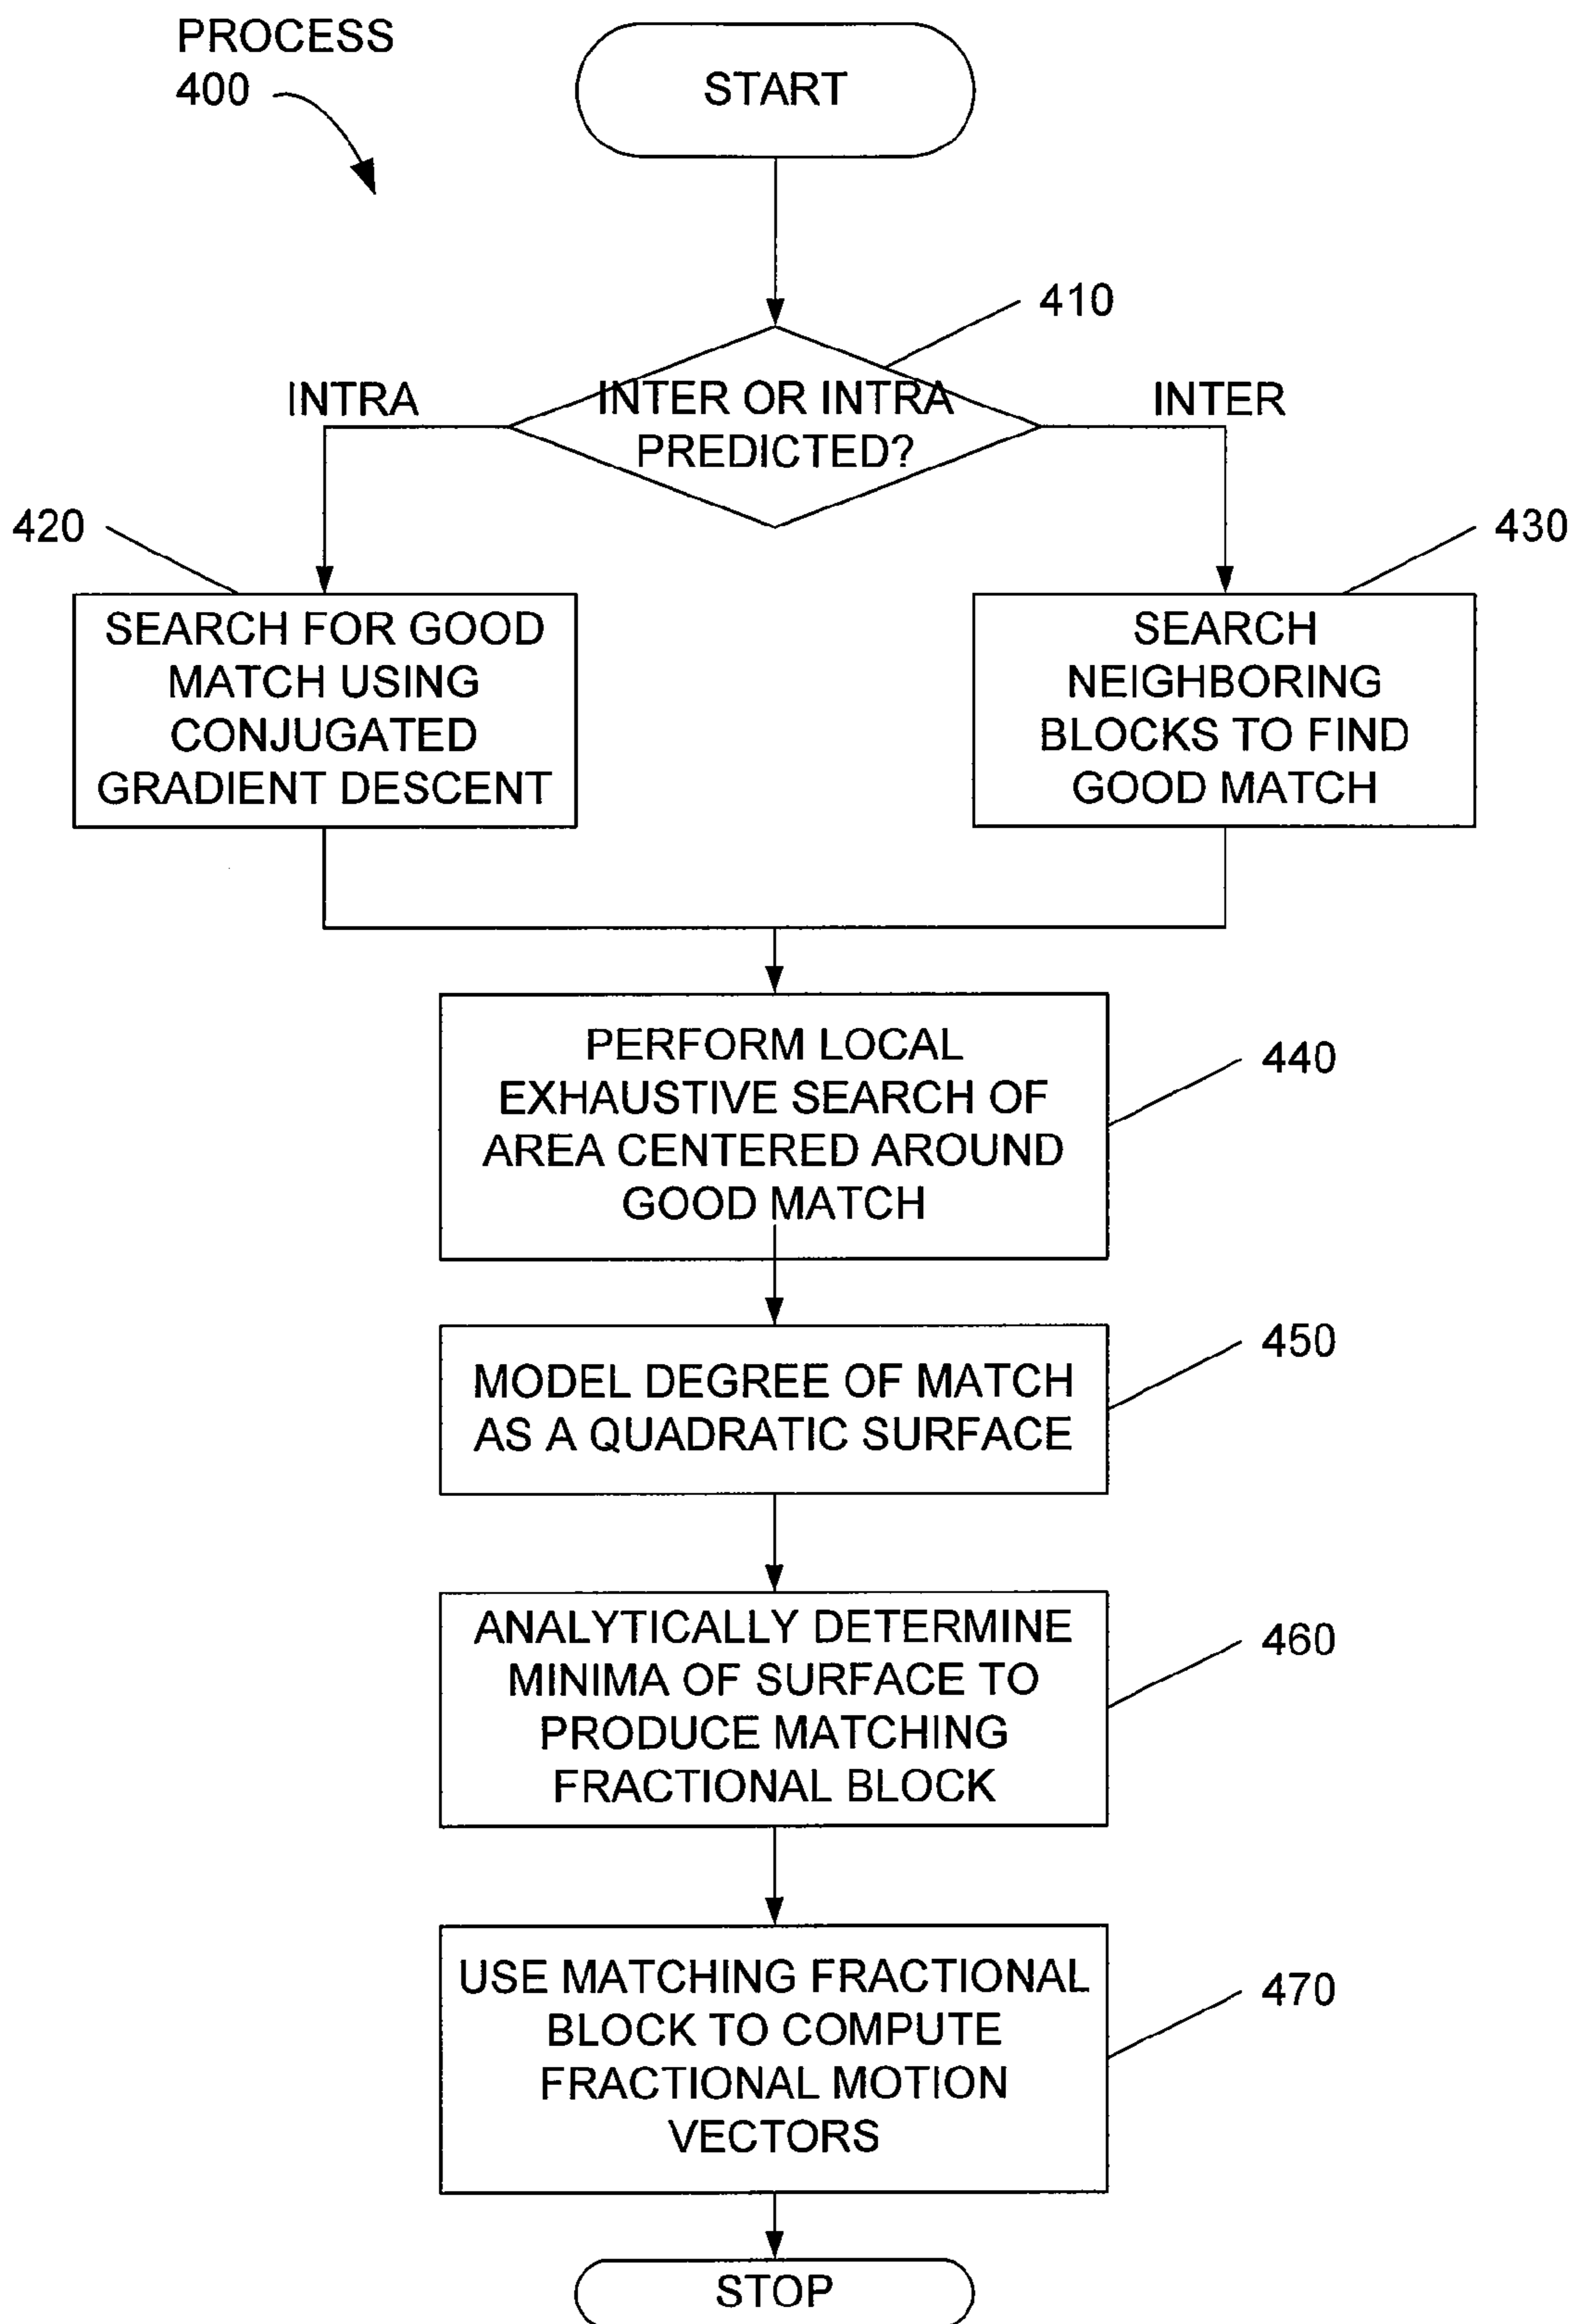 PROCESS
400
START
410
INTRA
INTER OR INTRA
PREDICTED?
INTER
420
430
SEARCH FOR GOOD
MATCH USING
CONJUGATED
GRADIENT DESCENT
SEARCH
NEIGHBORING
BLOCKS TO FIND
GOOD MATCH
PERFORM LOCAL
EXHAUSTIVE SEARCH OF
AREA CENTERED AROUND
GOOD MATCH
440
MODEL DEGREE OF MATCH
AS A QUADRATIC SURFACE
450
ANALYTICALLY DETERMINE
MINIMA OF SURFACE TO
PRODUCE MATCHING
FRACTIONAL BLOCK
460
USE MATCHING FRACTIONAL
BLOCK TO COMPUTE
FRACTIONAL MOTION
VECTORS
470
STOP